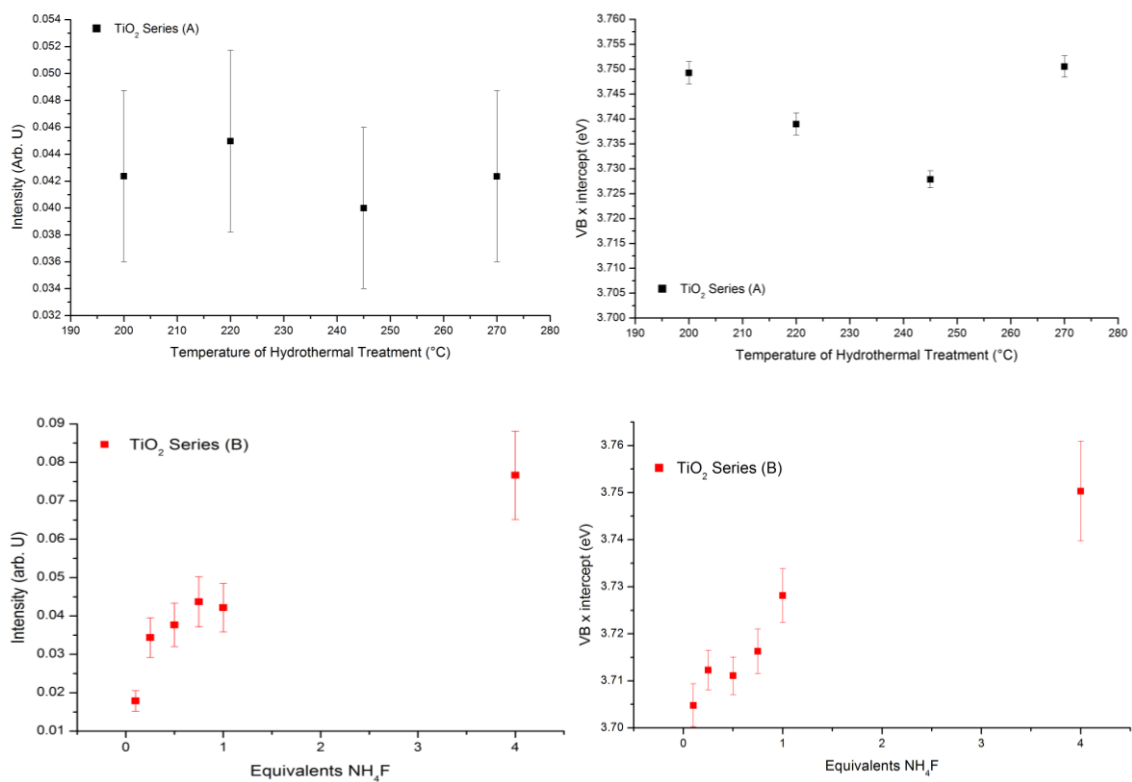 0.054
0.052
0.050
0.048
0.046
0.044
0.042
0.040
0.038
0.036
0.034
0.032
Intensity (Arb. U)
TiO2 Series (A)
190 200 210 220 230 240 250 260 270 280
Temperature of Hydrothermal Treatment (°C)
3.760
3.755
3.750
3.745
3.740
3.735
3.730
3.725
3.720
3.715
3.710
3.705
3.700
VB x intercept (eV)
TiO2 Series (A)
190 200 210 220 230 240 250 260 270 280
Temperature of Hydrothermal Treatment (°C)
0.09
0.08
0.07
0.06
0.05
0.04
0.03
0.02
0.01
Intensity (arb. U)
TiO2 Series (B)
0 1 2 3 4
Equivalents NH4F
3.76
3.75
3.74
3.73
3.72
3.71
3.70
VB x intercept (eV)
TiO2 Series (B)
0 1 2 3 4
Equivalents NH4F